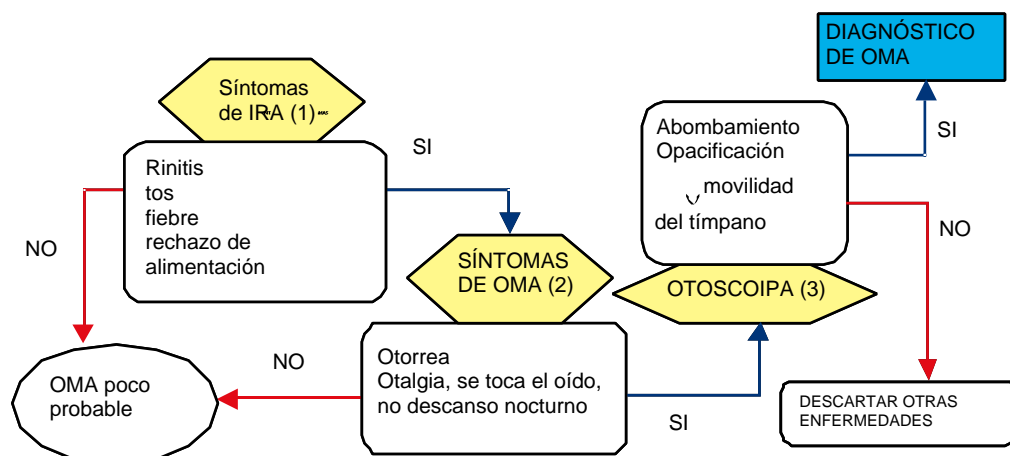 Síntomas
de IRA (1)
Rinitis
tos
fiebre
rechazo de
alimentación
NO
SI
OMA poco
probable
SÍNTOMAS
DE OMA (2)
Otorrea
Otalgia, se toca el oído,
no descanso nocturno
NO
SI
OTOSCOIPA (3)
Abombamiento
Opacificación
movilidad
del tímpano
SI
NO
DIAGNÓSTICO
DE OMA
DESCARTAR OTRAS
ENFERMEDADES